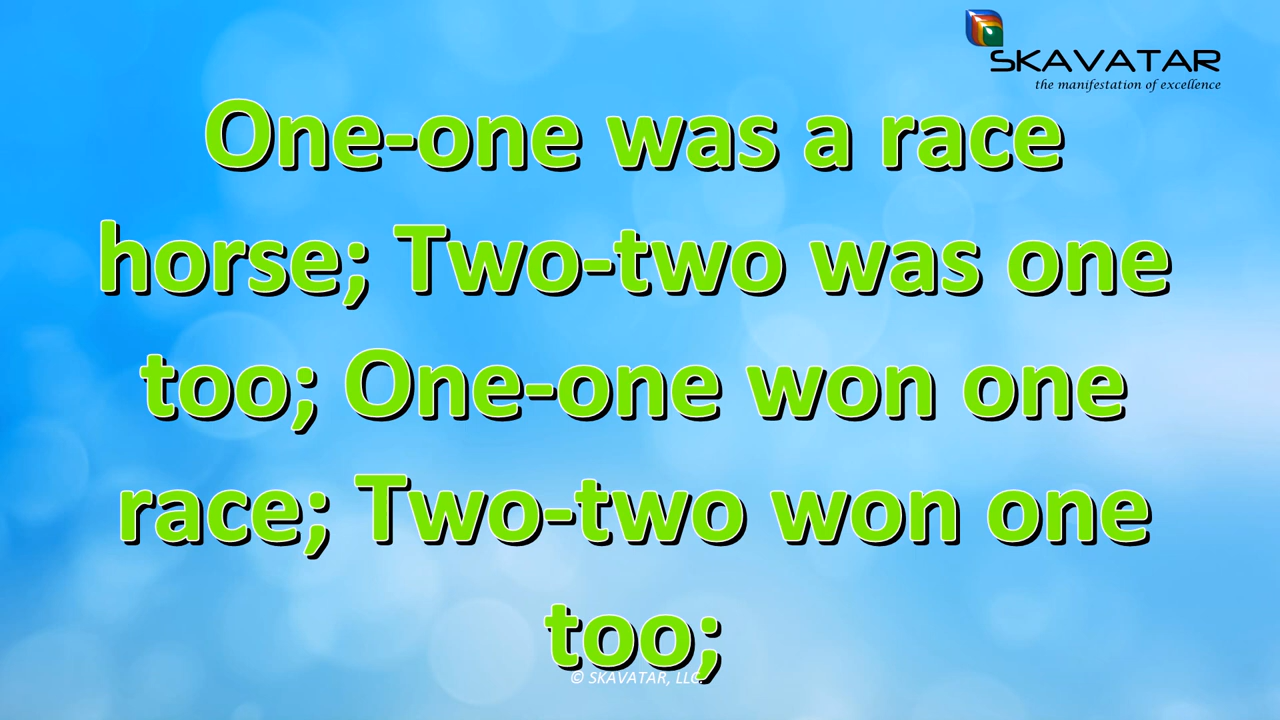 SKAVATAR
the manifestation of excellence
One-one was a race
horse; Two-two was one
too; One-one won one
race; Two-two won one
too;
© SKAVATAR, LLC.